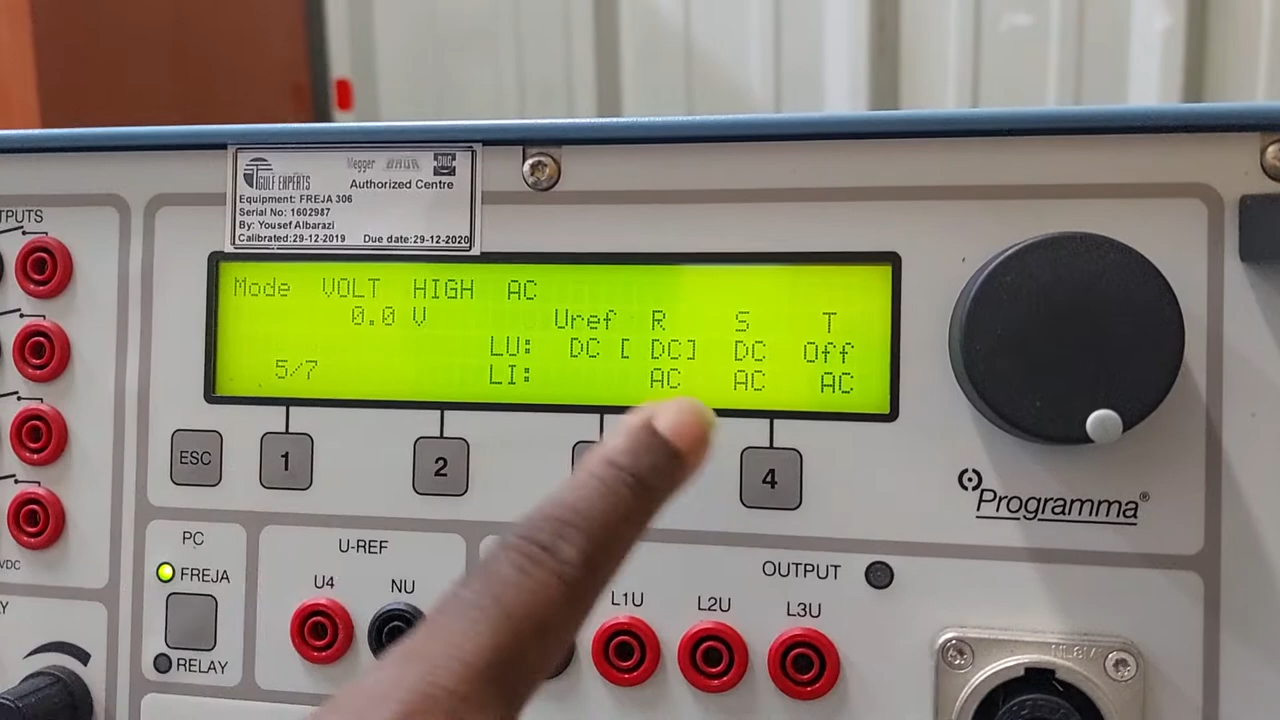 Megger BAUR
GULF EXPERTS
Authorized Centre
Equipment: FREJA 306
Serial No: 1602987
By: Yousef Albarazi
Calibrated:29-12-2019 Due date:29-12-2020
Mode VOLT HIGH AC
0.0 V
Uref R S T
LU: DC [ DC] DC Off
5/7 LI: AC AC AC
ESC 1 2 4
Programma®
PC
FREJA
RELAY
U-REF
U4 NU
OUTPUT
L1U L2U L3U
VDC